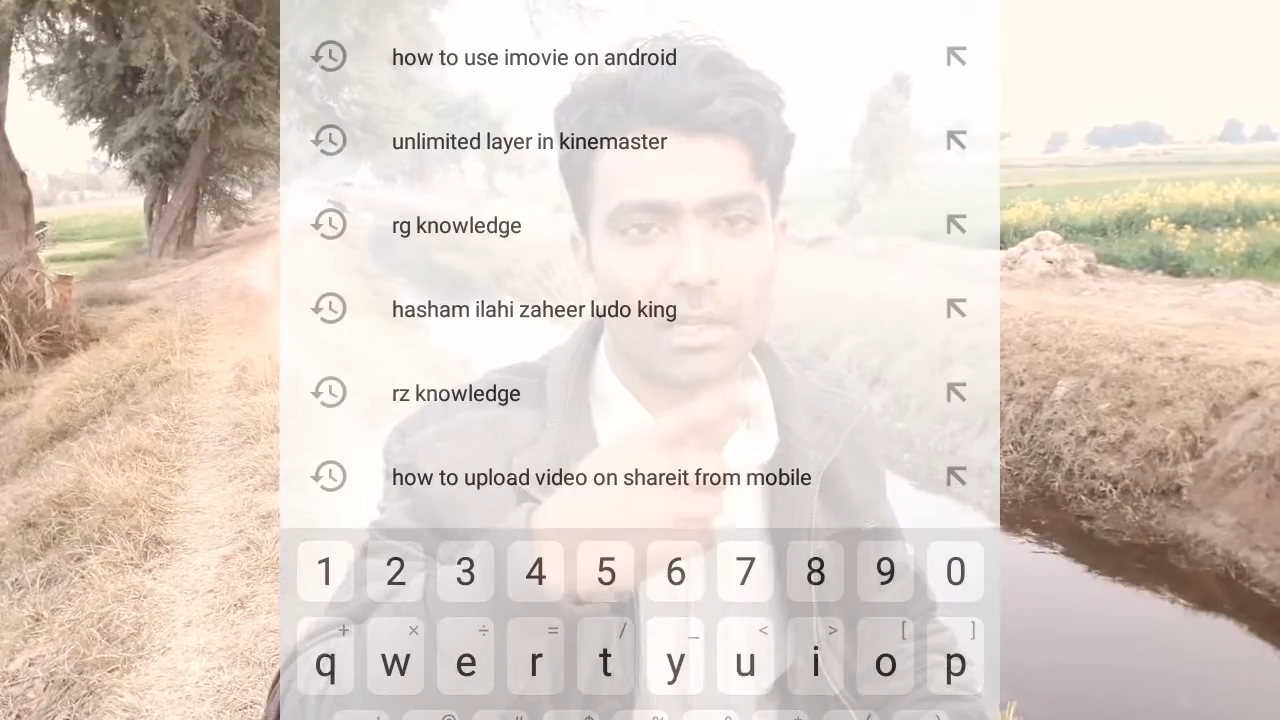 how to use imovie on android
unlimited layer in kinemaster
rg knowledge
hasham ilahi zaheer ludo king
rz knowledge
how to upload video on shareit from mobile
1 2 3 4 5 6 7 8 9 0
+ × ÷ = / _ < > [ ]
q w e r t y u i o p